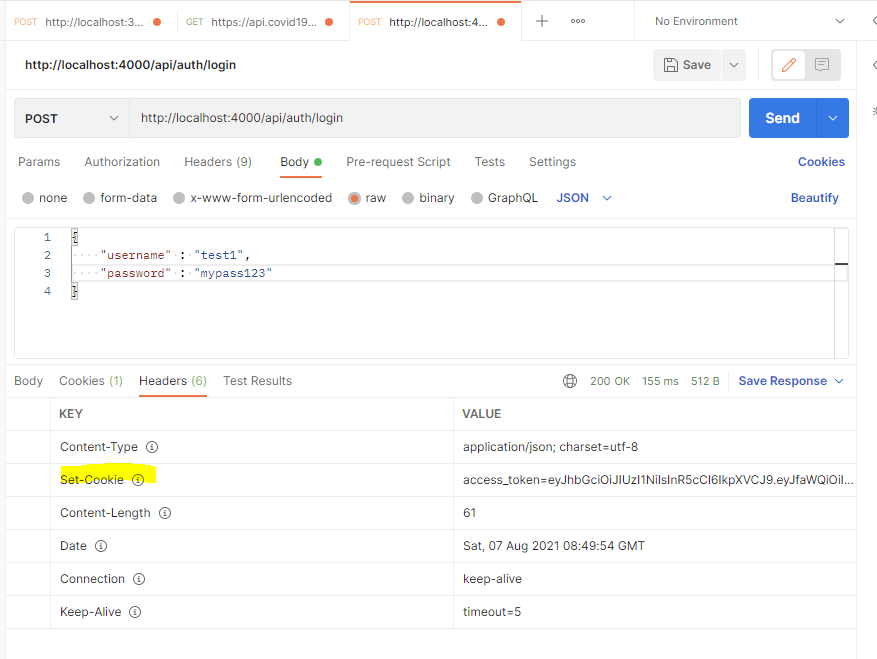 POST http://localhost:3... GET https://api.covid19... POST http://localhost:4... No Environment
http://localhost:4000/api/auth/login Save
POST http://localhost:4000/api/auth/login Send
Params Authorization Headers (9) Body Pre-request Script Tests Settings Cookies
none form-data x-www-form-urlencoded raw binary GraphQL JSON Beautify
1 {
2 "username" : "test1",
3 "password" : "mypass123"
4 }
Body Cookies (1) Headers (6) Test Results 200 OK 155 ms 512 B Save Response
KEY VALUE
Content-Type application/json; charset=utf-8
Set-Cookie access_token=eyJhbGciOiJIUzI1NiIsInR5cCI6IkpXVCJ9.eyJfaWQiOiI...
Content-Length 61
Date Sat, 07 Aug 2021 08:49:54 GMT
Connection keep-alive
Keep-Alive timeout=5